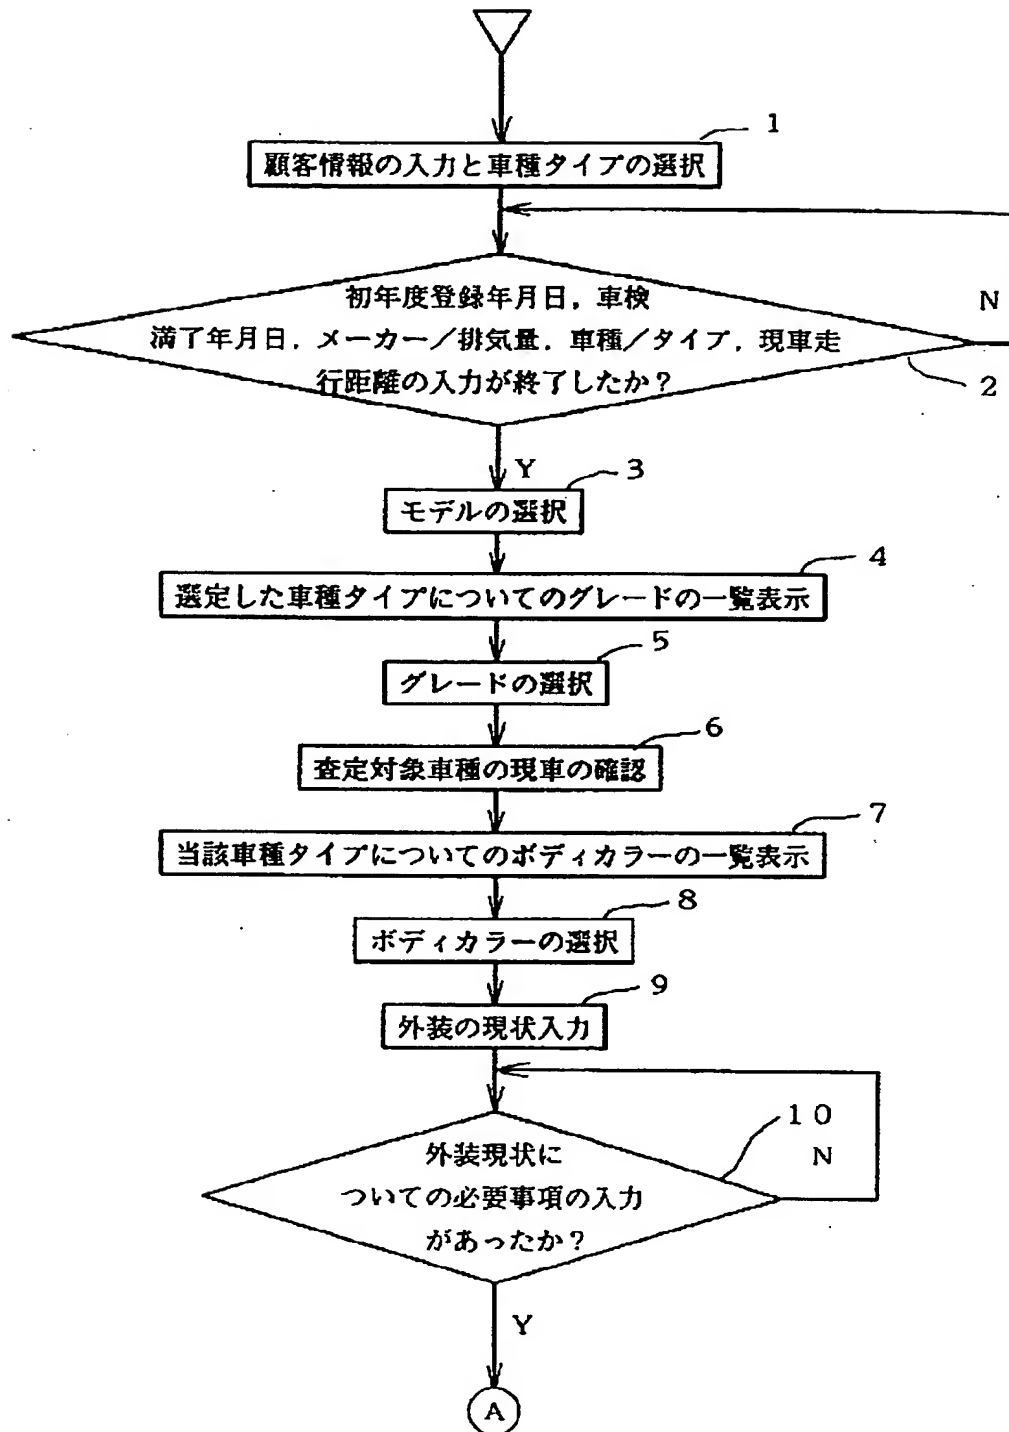 1
顧客情報の入力と車種タイプの選択
初年度登録年月日，車検
満了年月日，メーカー／排気量，車種／タイプ，現車走
行距離の入力が終了したか？
N
2
Y
3
モデルの選択
4
選定した車種タイプについてのグレードの一覧表示
5
グレードの選択
6
査定対象車種の現車の確認
7
当該車種タイプについてのボディカラーの一覧表示
8
ボディカラーの選択
9
外装の現状入力
10
N
外装現状に
ついての必要事項の入力
があったか？
Y
A